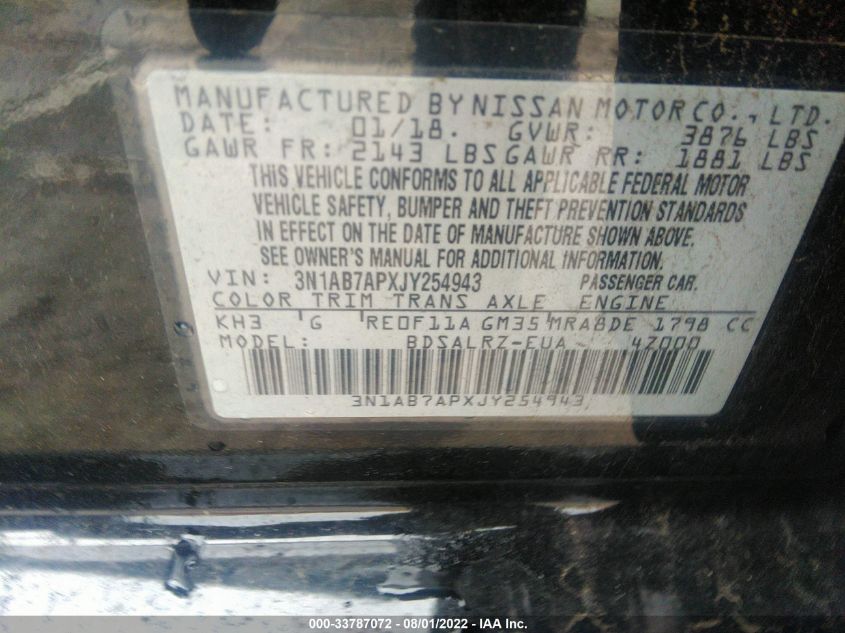 MANUFACTURED BY NISSAN MOTOR CO., LTD.
DATE: 01/18. GVWR: 3876 LBS
GAWR FR: 2143 LBS GAWR RR: 1881 LBS
THIS VEHICLE CONFORMS TO ALL APPLICABLE FEDERAL MOTOR
VEHICLE SAFETY, BUMPER AND THEFT PREVENTION STANDARDS
IN EFFECT ON THE DATE OF MANUFACTURE SHOWN ABOVE.
SEE OWNER'S MANUAL FOR ADDITIONAL INFORMATION.
VIN: 3N1AB7APXJY254943 PASSENGER CAR.
COLOR TRIM TRANS AXLE ENGINE
KH3 G RE0F11A GM35 MRA8DE 1798 CC
MODEL: BDSALRZ-EUA 4Z000
3N1AB7APXJY254943
000-33787072 - 08/01/2022 - IAA Inc.